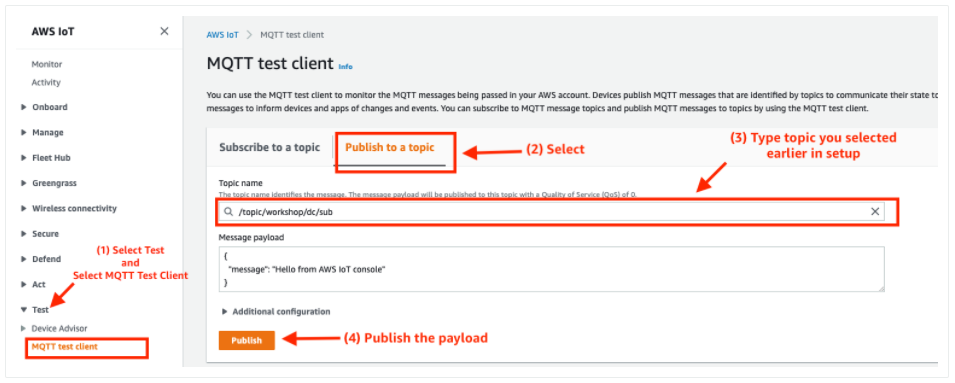 AWS IoT
Monitor
Activity
Onboard
Manage
Fleet Hub
Greengrass
Wireless connectivity
Secure
Defend
Act
Test
Device Advisor
MQTT test client
(1) Select Test
and
Select MQTT Test Client
AWS IoT > MQTT test client
MQTT test client Info
You can use the MQTT test client to monitor the MQTT messages being passed in your AWS account. Devices publish MQTT messages that are identified by topics to communicate their state to
messages to inform devices and apps of changes and events. You can subscribe to MQTT message topics and publish MQTT messages to topics by using the MQTT test client.
Subscribe to a topic
Publish to a topic
(2) Select
(3) Type topic you selected
earlier in setup
Topic name
The topic name identifies the message. The message payload will be published to this topic with a Quality of Service (QoS) of 0.
/topic/workshop/dc/sub
Message payload
{
"message": "Hello from AWS IoT console"
}
Additional configuration
Publish
(4) Publish the payload